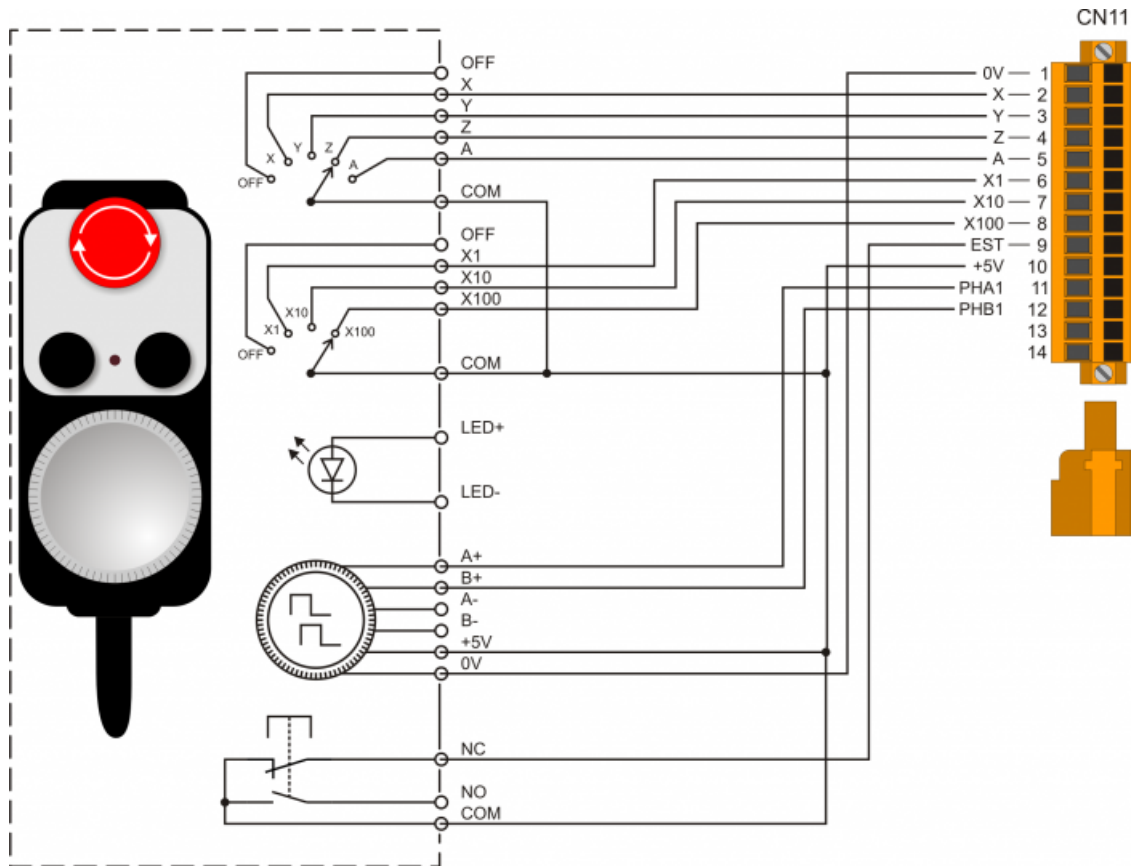 CN11
OFF
X
Y
Z
A
COM
OFF
X
Y
Z
A
OFF
X1
X10
X100
COM
OFF
X1
X10
X100
LED+
LED-
A+
B+
A-
B-
+5V
0V
NC
NO
COM
0V 1
X 2
Y 3
Z 4
A 5
X1 6
X10 7
X100 8
EST 9
+5V 10
PHA1 11
PHB1 12
13
14